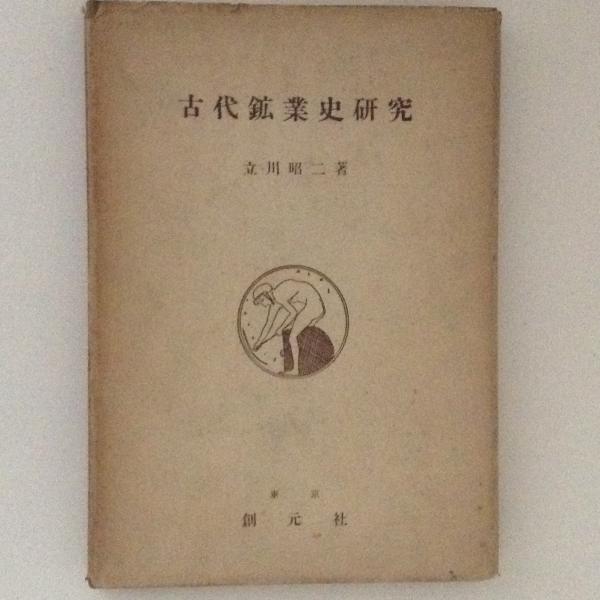 古代鉱業史研究
立川昭二著
東京
創元社